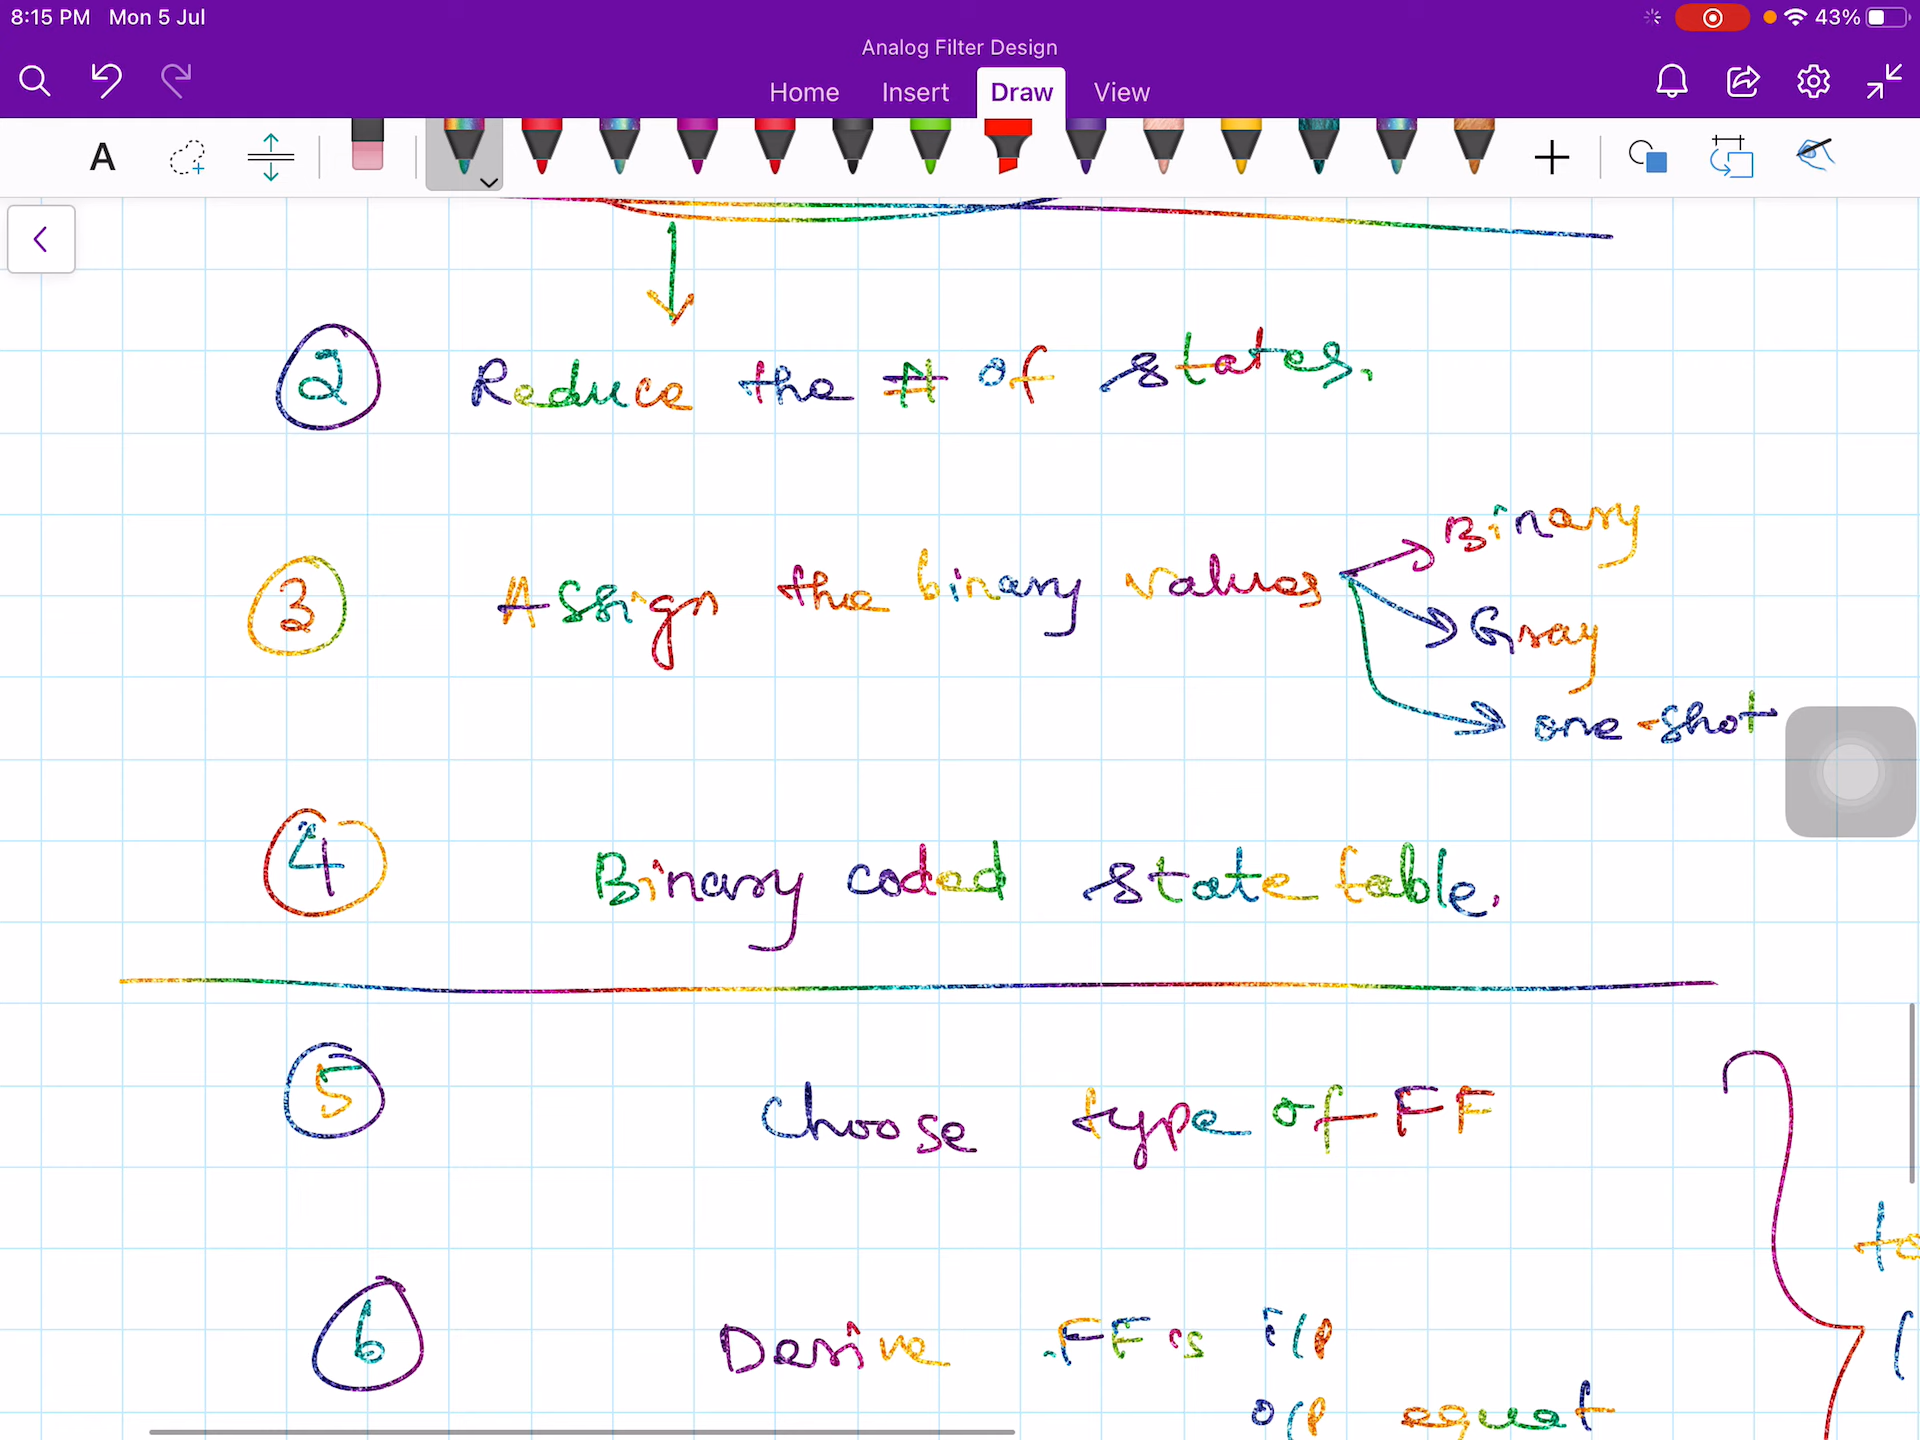 8:15 PM Mon 5 Jul
43%
Analog Filter Design
Home Insert Draw View
A
2 Reduce the # of states.
3 Assign the binary values
Binary
Gray
one-shot
4 Binary coded state table.
5 Choose type of FF
6 Derive FF's i/p
o/p equat